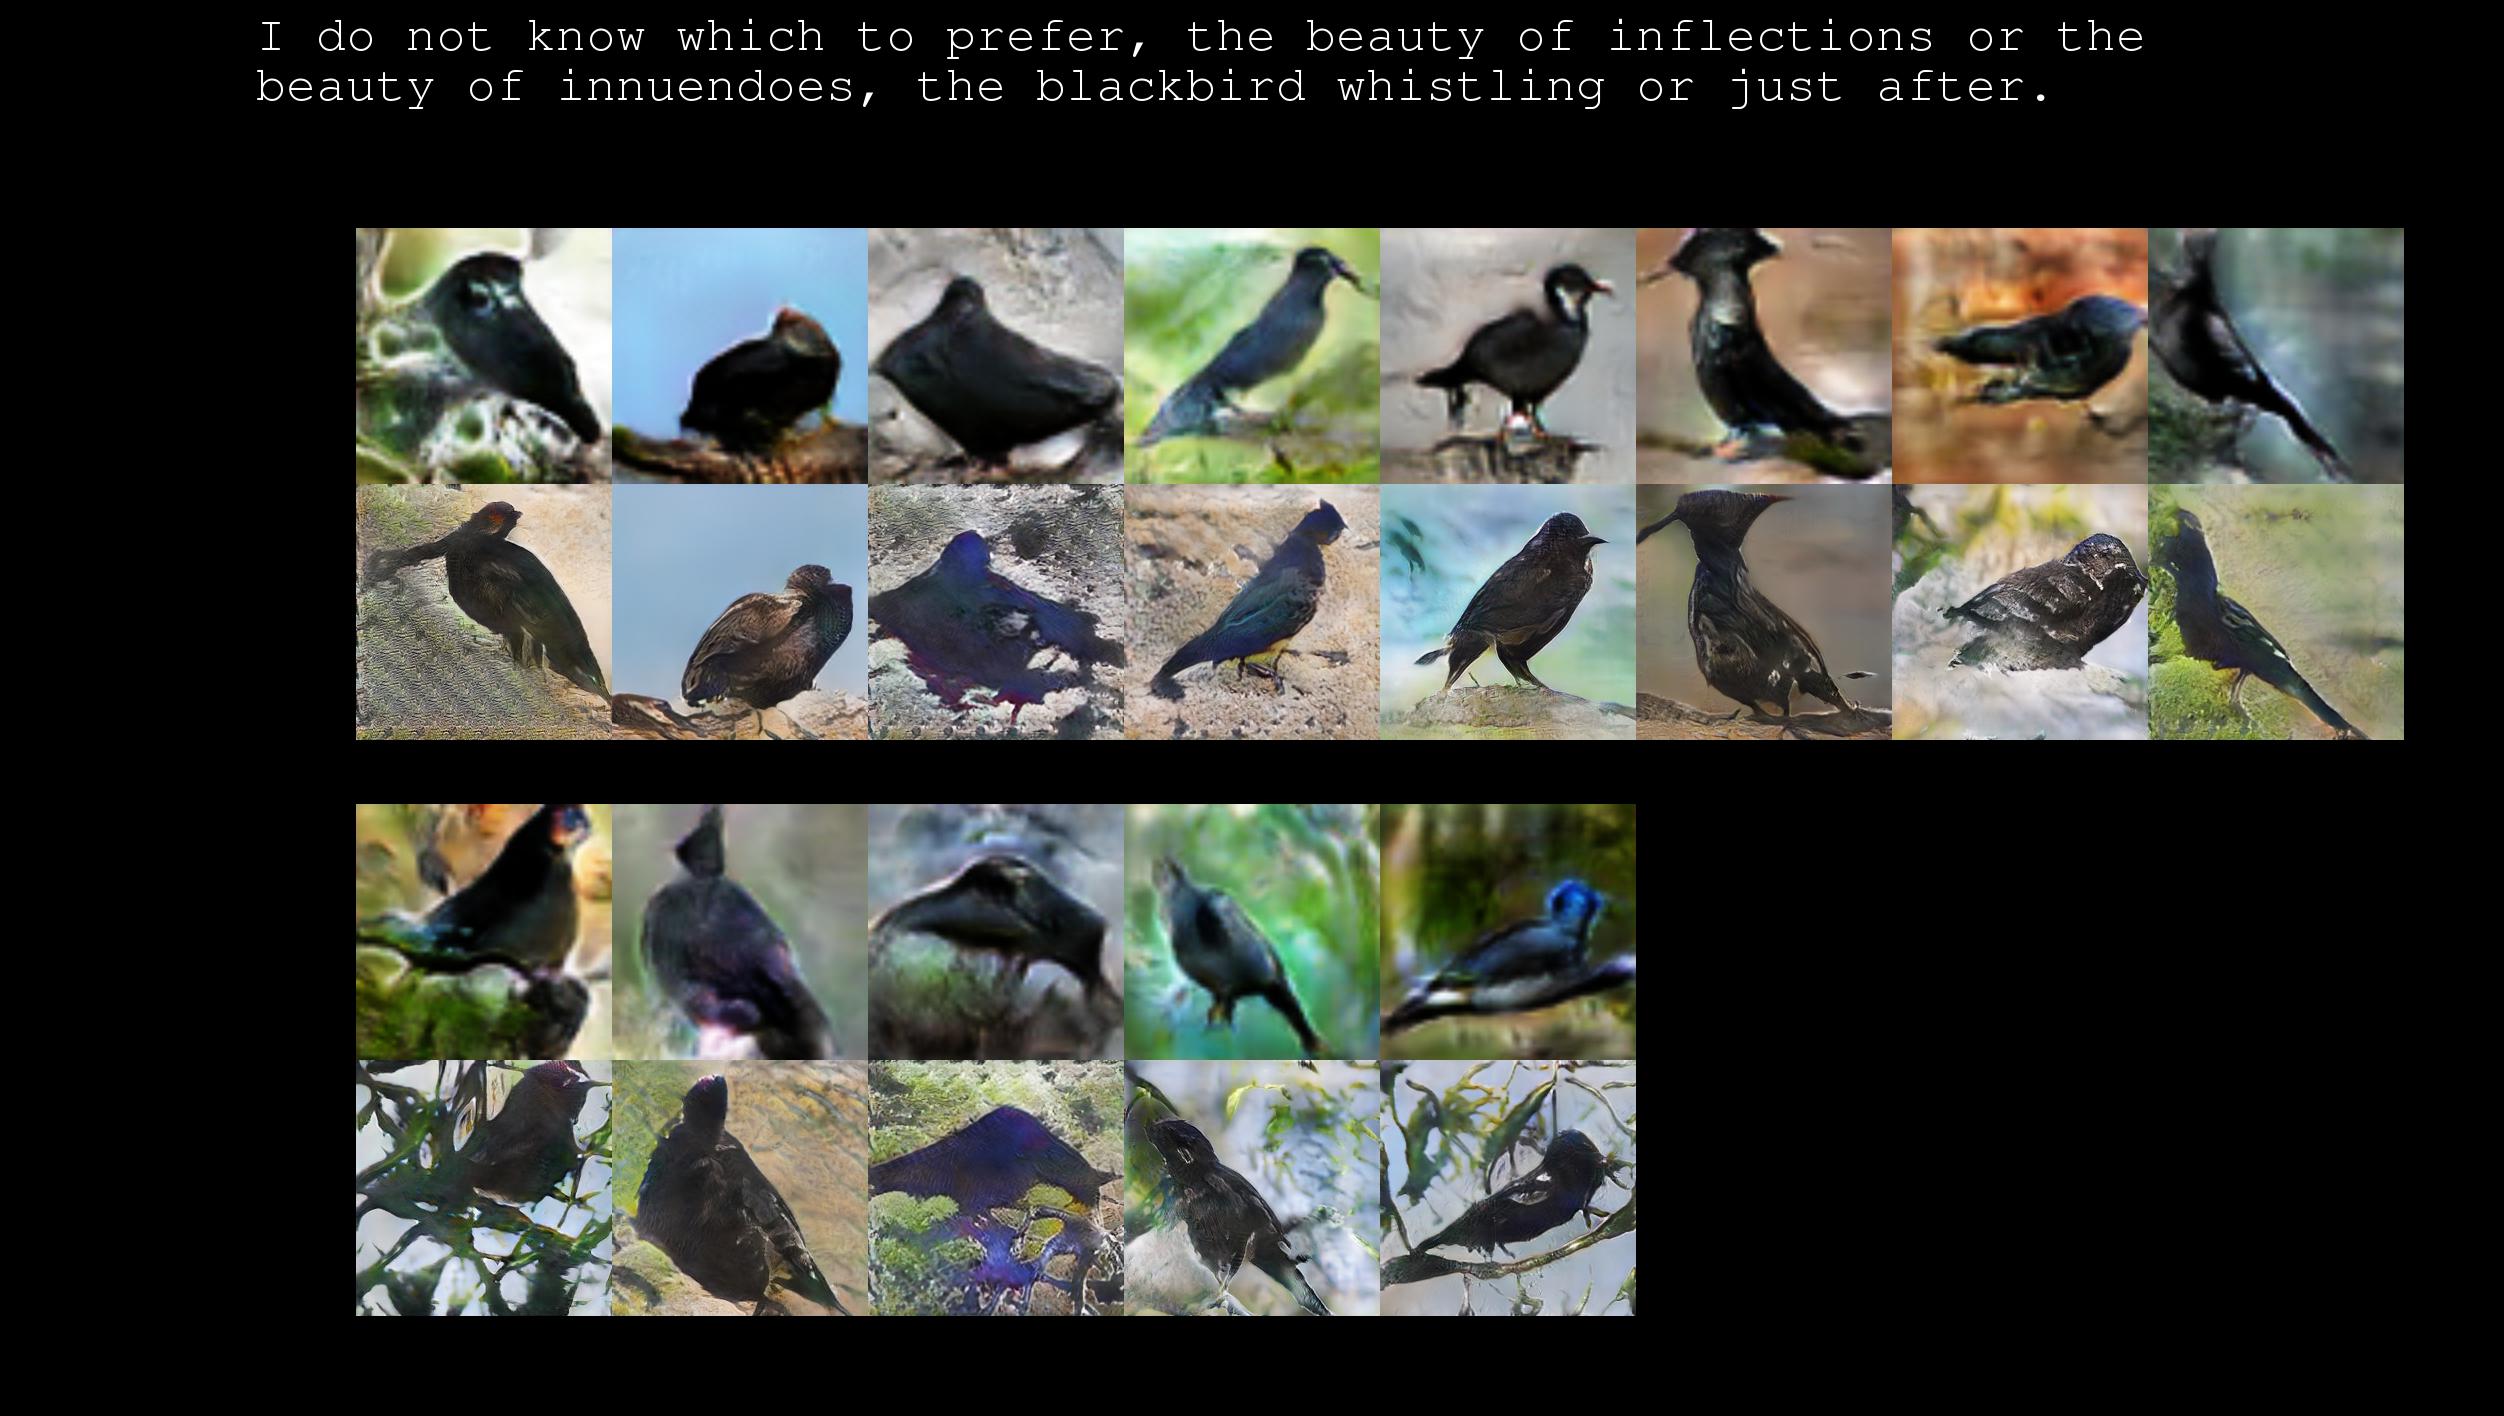 I do not know which to prefer, the beauty of inflections or the
beauty of innuendoes, the blackbird whistling or just after.